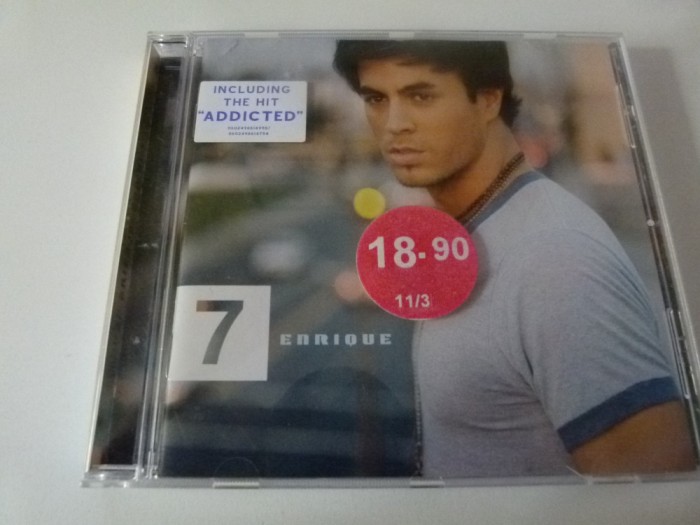 INCLUDING
THE HIT
"ADDICTED"
18.90
11/3
7
ENRIQUE